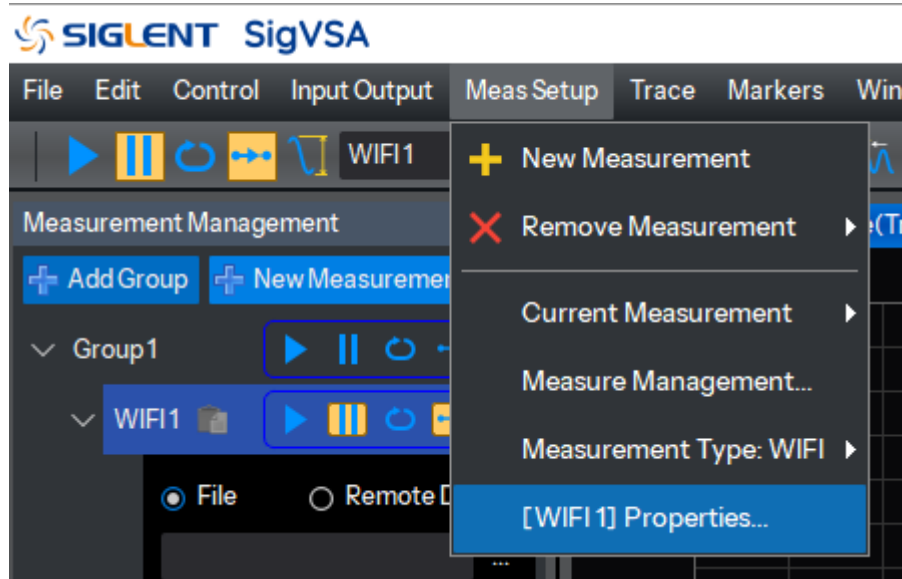 SIGLENT SigVSA
File Edit Control Input Output Meas Setup Trace Markers
WIFI1
New Measurement
Remove Measurement
Measurement Management
Add Group
Group1
Current Measurement
Measure Management...
WIFI1
Measurement Type: WIFI
File Remote
[WIFI 1] Properties...
...